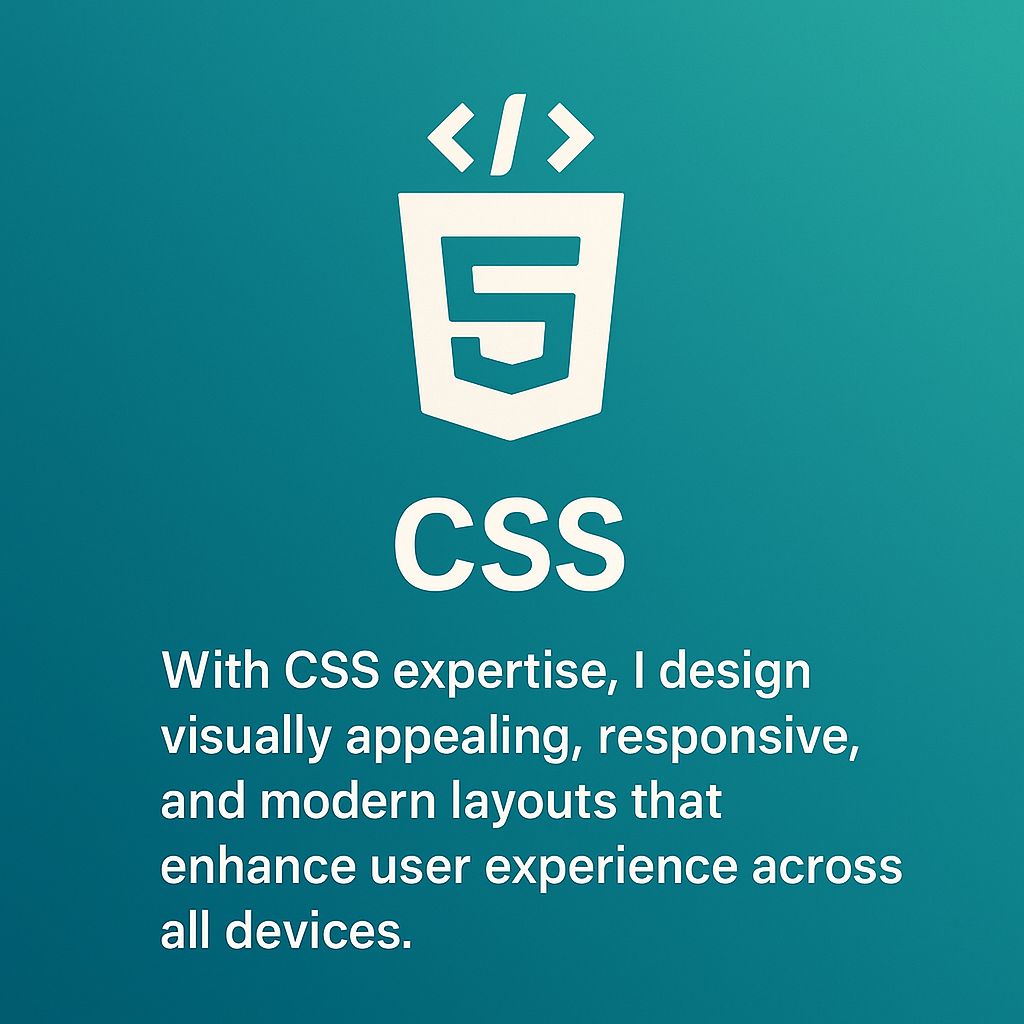 </>
5
CSS
With CSS expertise, I design
visually appealing, responsive,
and modern layouts that
enhance user experience across
all devices.